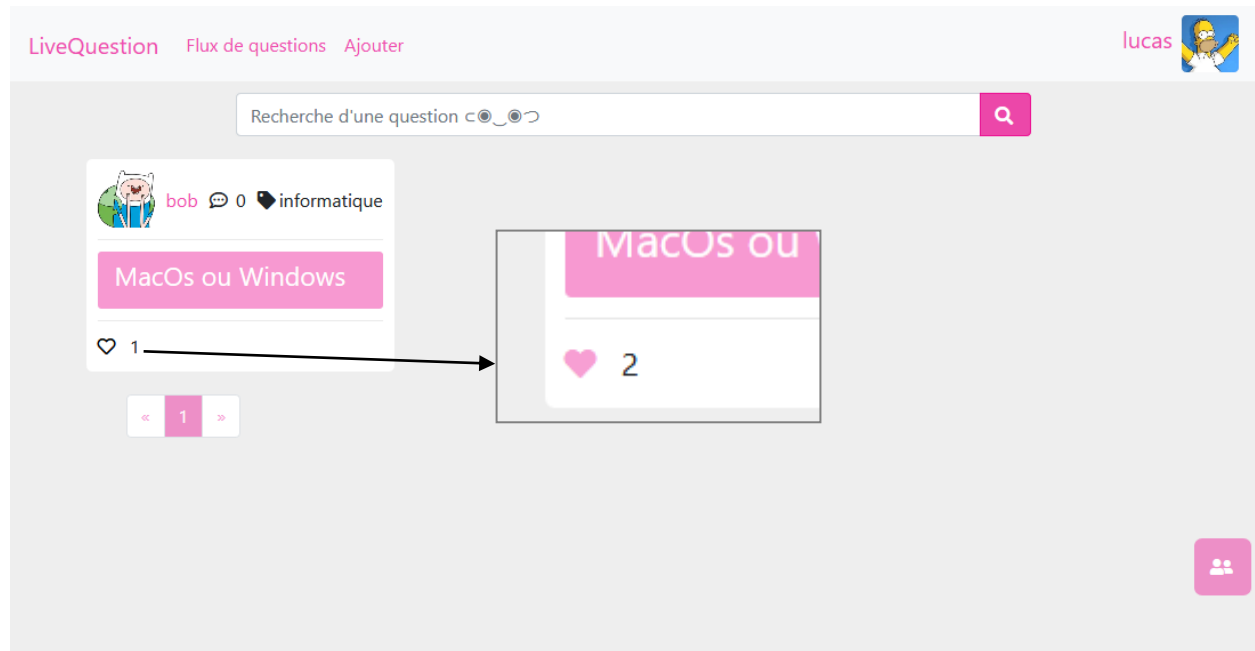 LiveQuestion Flux de questions Ajouter lucas
Recherche d'une question ⊂◉‿◉つ
bob 0 informatique
MacOs ou Windows
1
« 1 »
MacOs ou
2